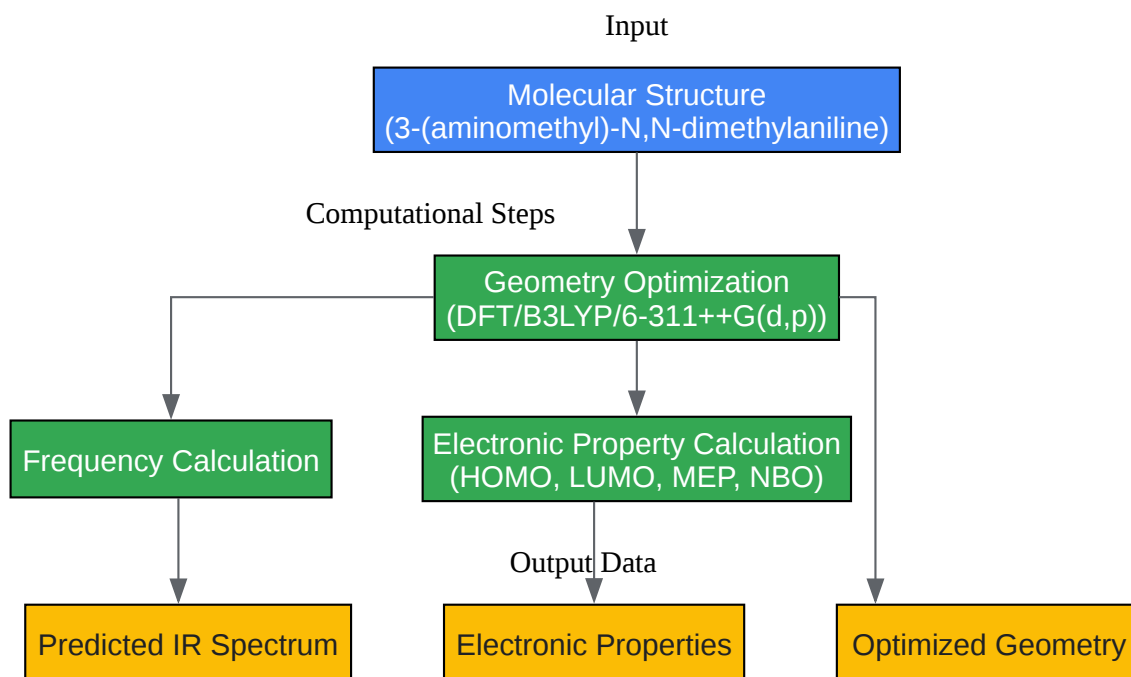 Input
Molecular Structure
(3-(aminomethyl)-N,N-dimethylaniline)
Computational Steps
Geometry Optimization
(DFT/B3LYP/6-311++G(d,p))
Frequency Calculation
Electronic Property Calculation
(HOMO, LUMO, MEP, NBO)
Output Data
Predicted IR Spectrum
Electronic Properties
Optimized Geometry